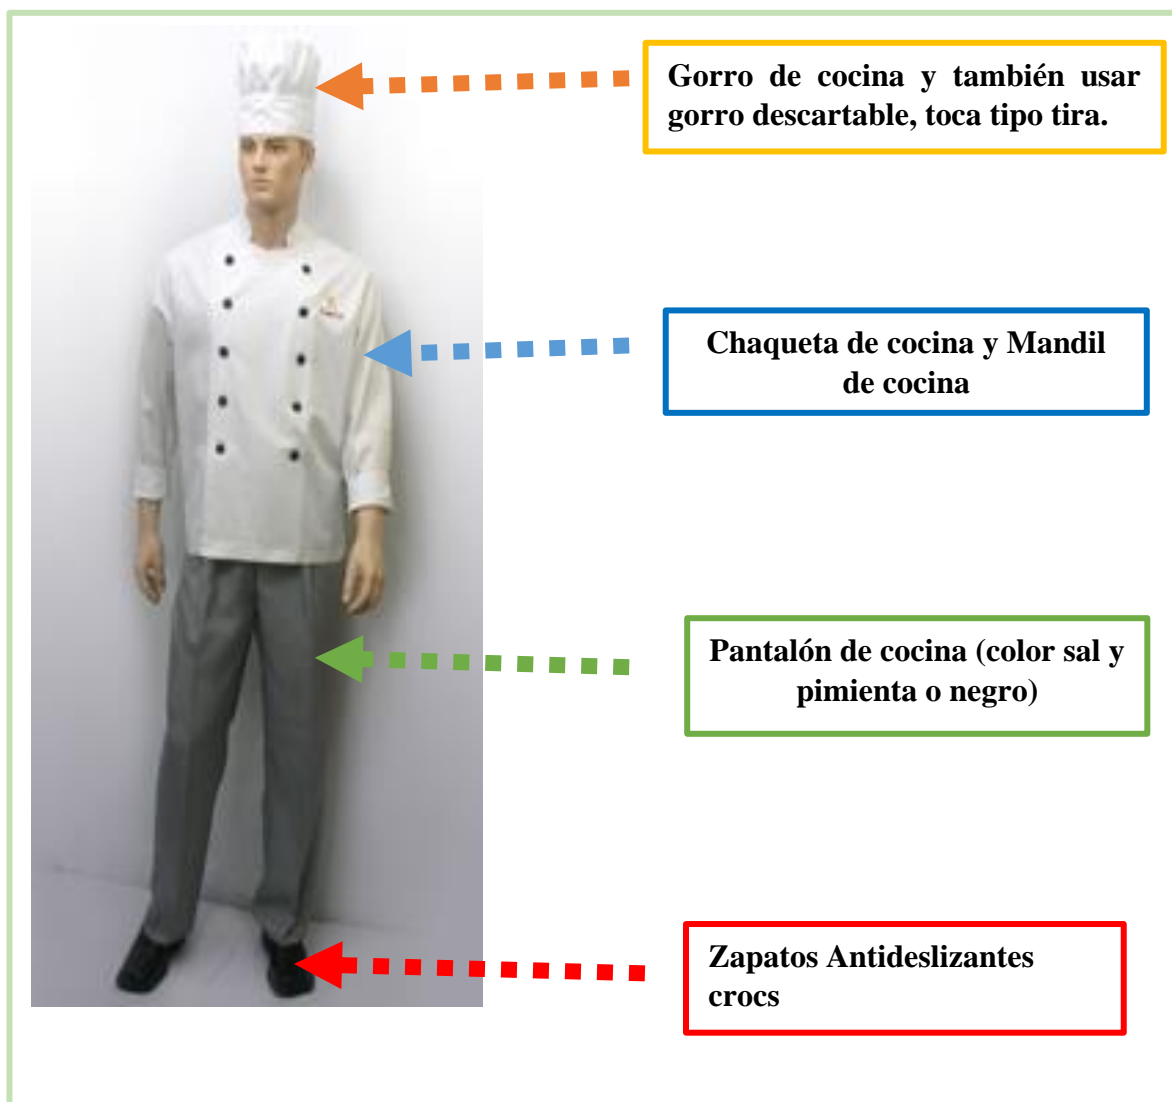 Gorro de cocina y también usar
gorro descartable, toca tipo tira.
Chaqueta de cocina y Mandil
de cocina
Pantalón de cocina (color sal y
pimienta o negro)
Zapatos Antideslizantes
crocs